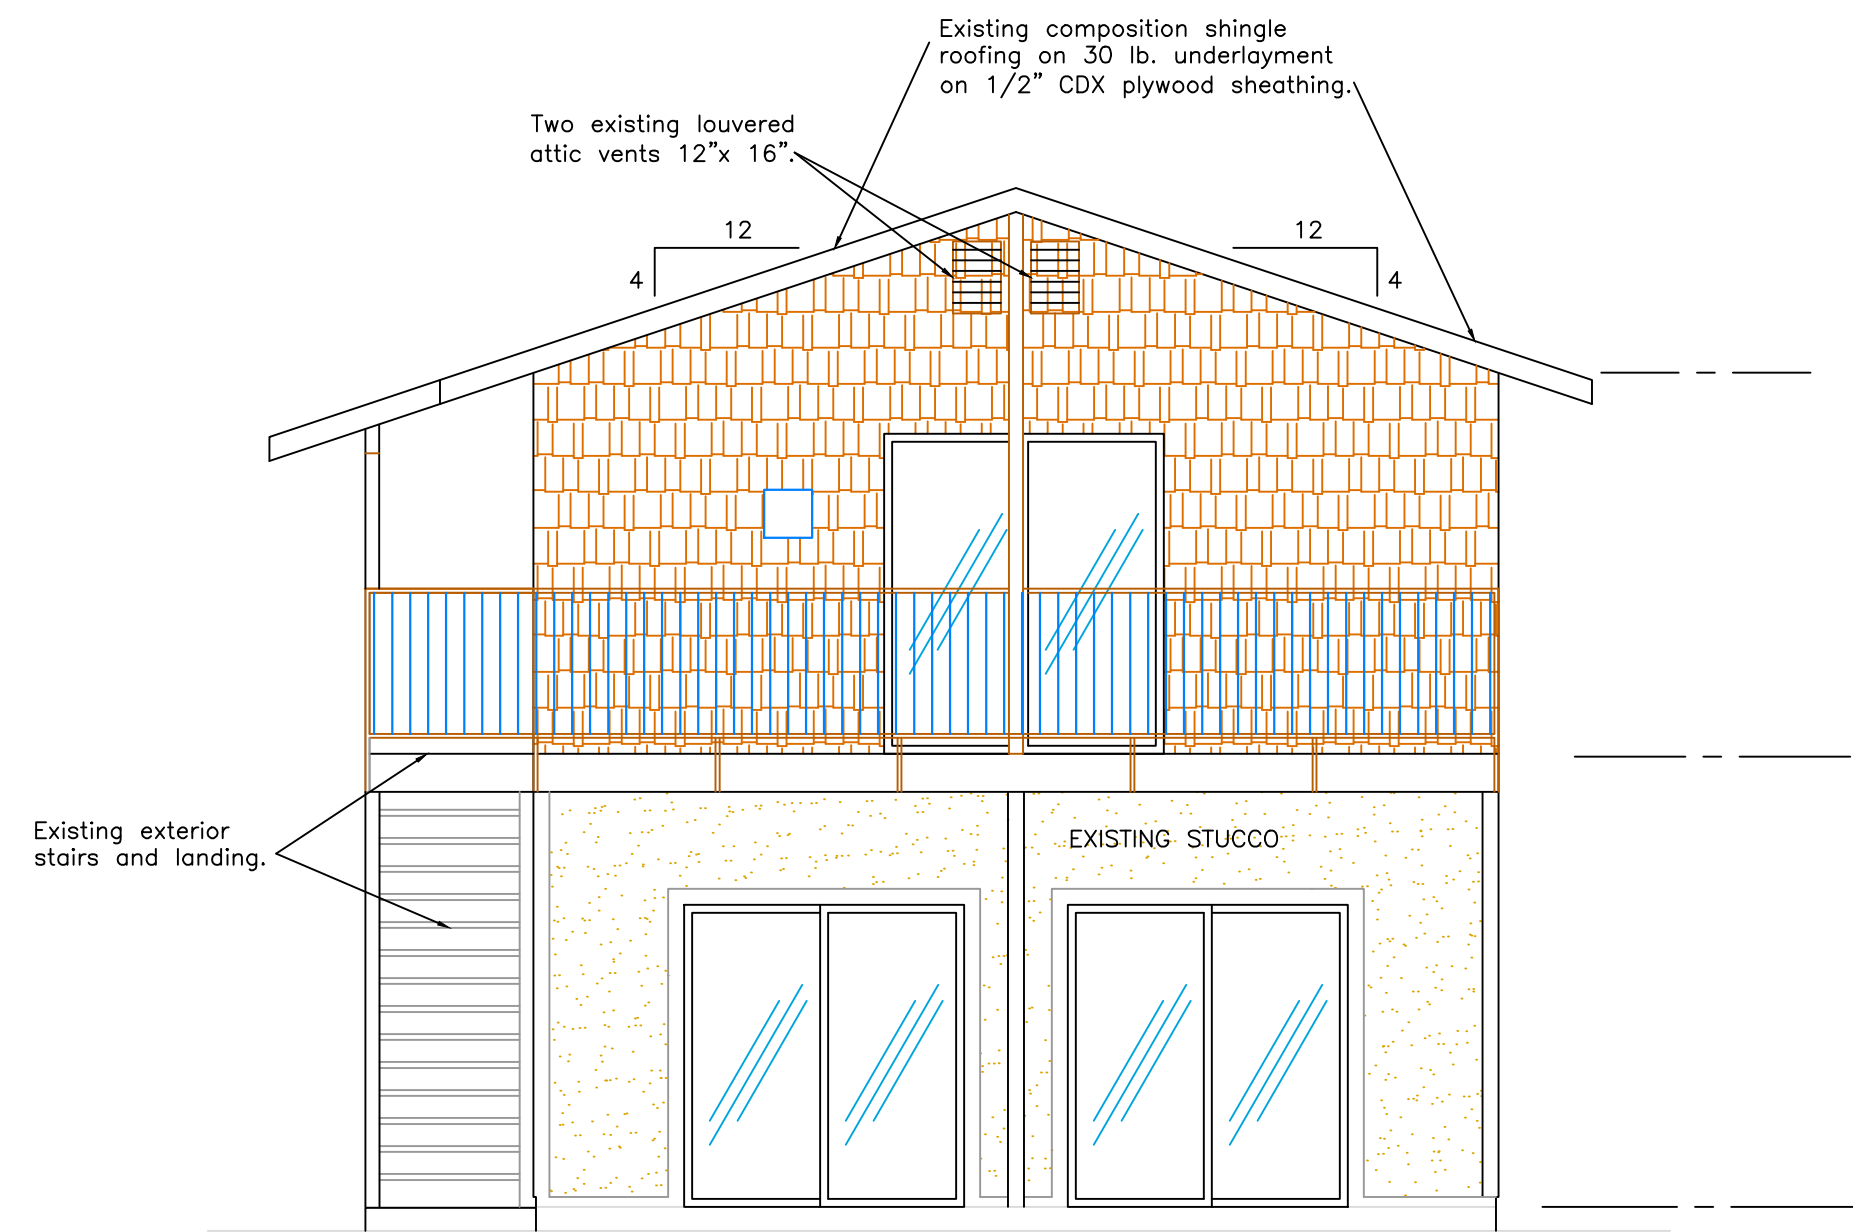 Existing composition shingle
roofing on 30 lb. underlayment
on 1/2” CDX plywood sheathing.
Two existing louvered
attic vents 12”x 16”.
12
4
12
4
Existing exterior
stairs and landing.
EXISTING STUCCO